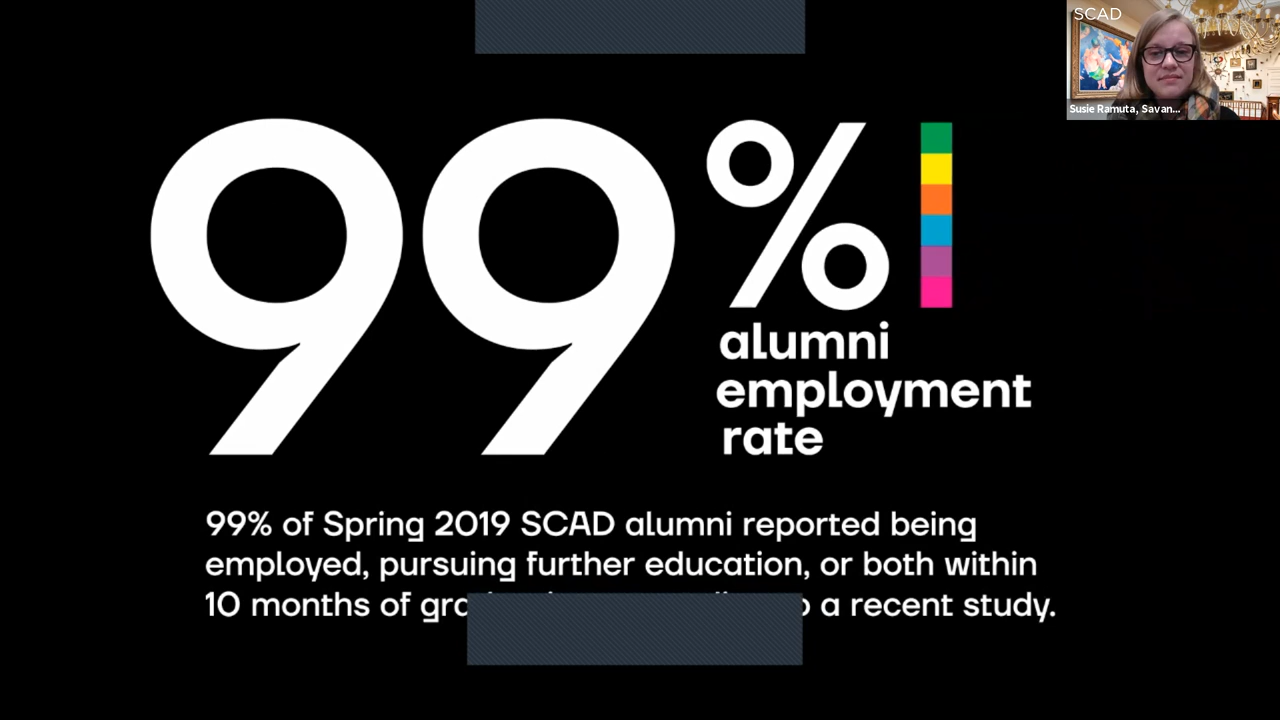 SCAD
Susie Ramuta, Savan...
99%
alumni
employment
rate
99% of Spring 2019 SCAD alumni reported being
employed, pursuing further education, or both within
10 months of a recent study.